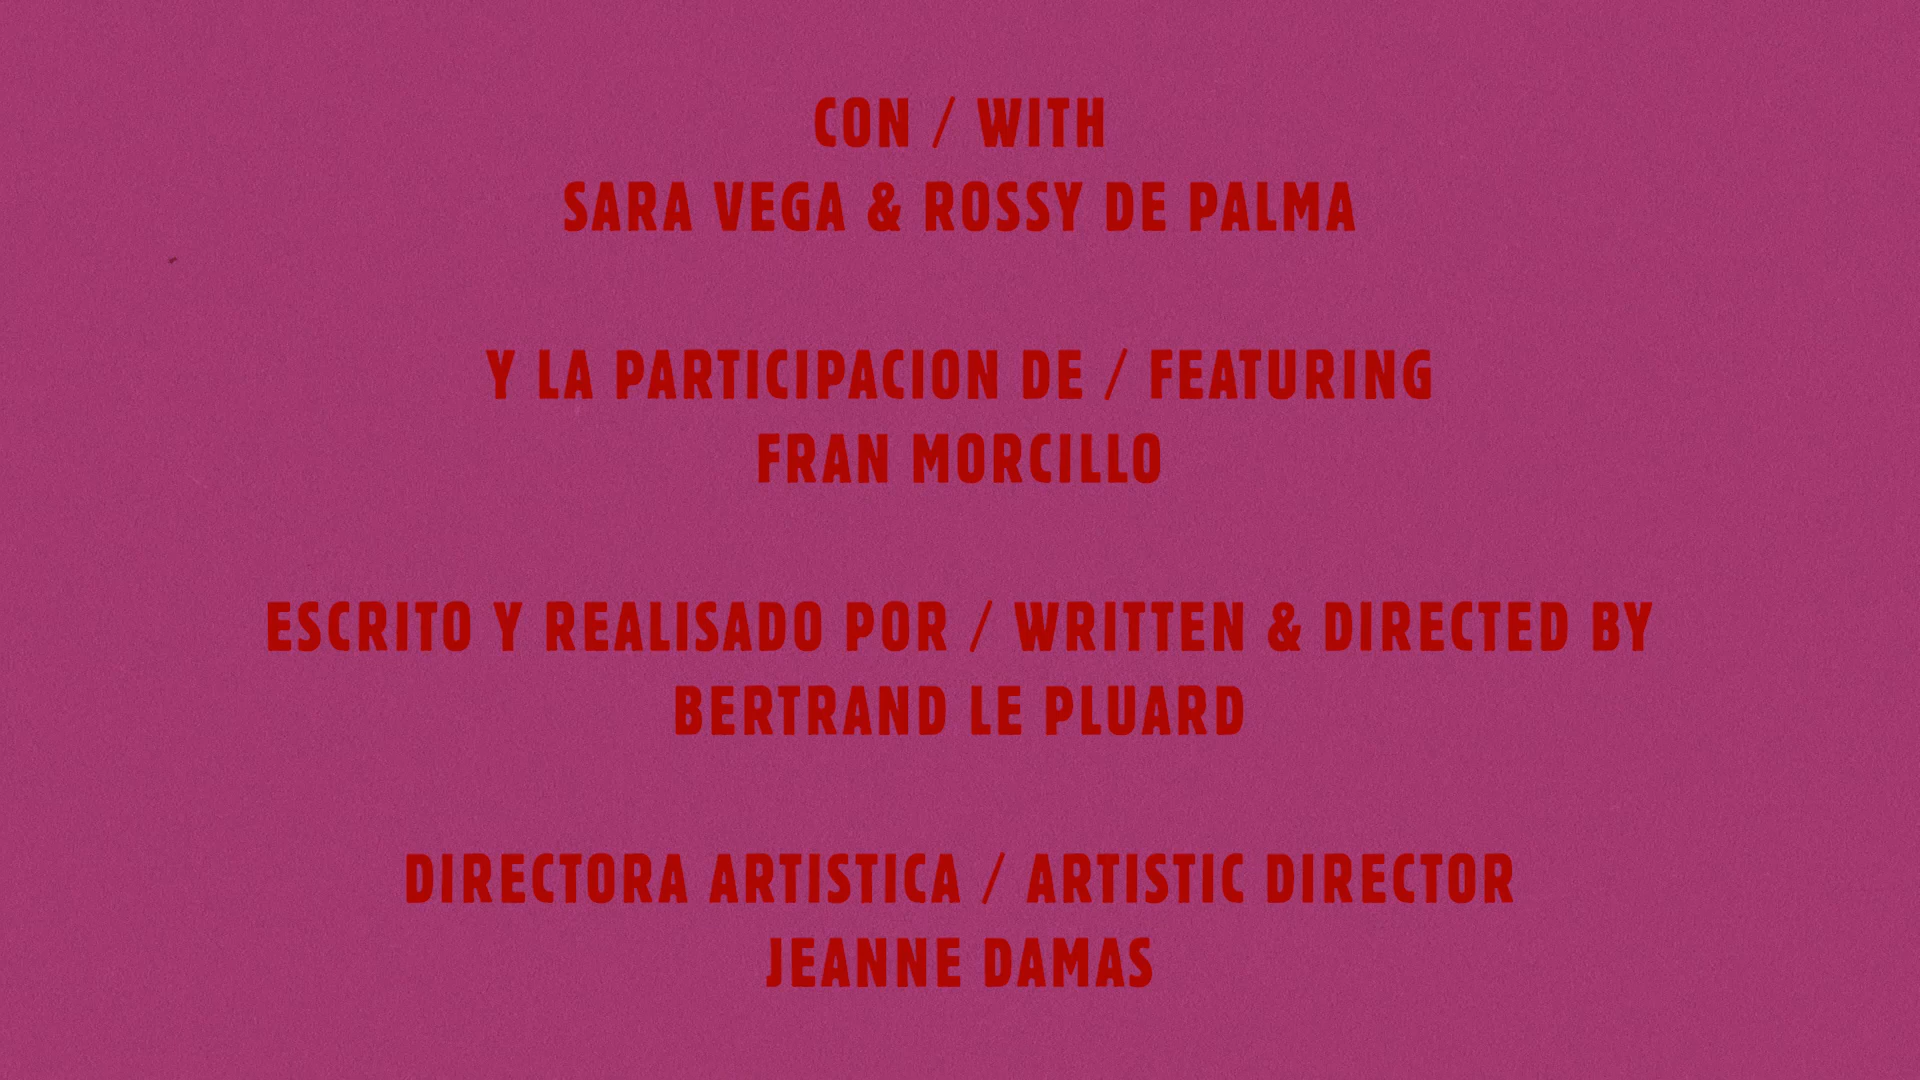 CON / WITH
SARA VEGA & ROSSY DE PALMA
Y LA PARTICIPACION DE / FEATURING
FRAN MORCILLO
ESCRITO Y REALISADO POR / WRITTEN & DIRECTED BY
BERTRAND LE PLUARD
DIRECTORA ARTISTICA / ARTISTIC DIRECTOR
JEANNE DAMAS